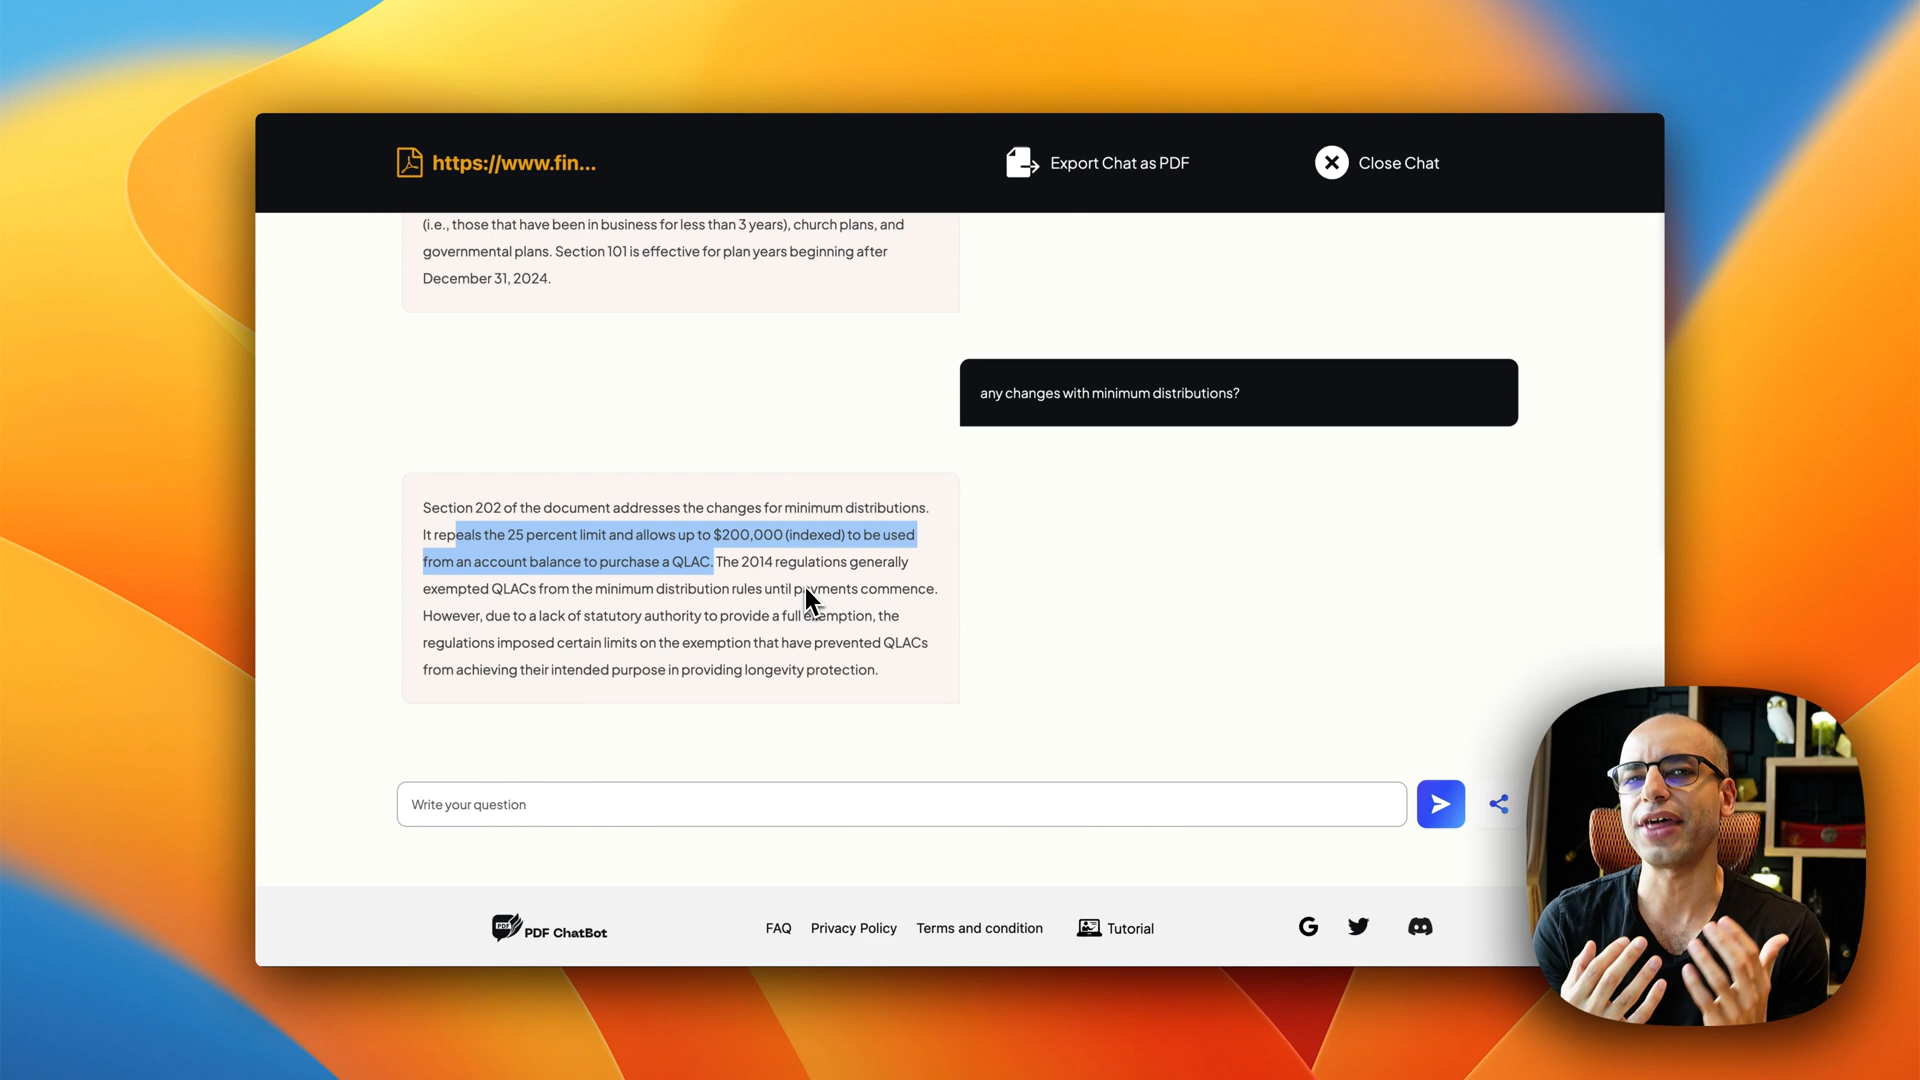 https://www.fin...
Export Chat as PDF
Close Chat
(i.e., those that have been in business for less than 3 years), church plans, and
governmental plans. Section 101 is effective for plan years beginning after
December 31, 2024.
any changes with minimum distributions?
Section 202 of the document addresses the changes for minimum distributions.
It repeals the 25 percent limit and allows up to $200,000 (indexed) to be used
from an account balance to purchase a QLAC. The 2014 regulations generally
exempted QLACs from the minimum distribution rules until payments commence.
However, due to a lack of statutory authority to provide a full exemption, the
regulations imposed certain limits on the exemption that have prevented QLACs
from achieving their intended purpose in providing longevity protection.
Write your question
PDF
PDF ChatBot
FAQ
Privacy Policy
Terms and condition
Tutorial